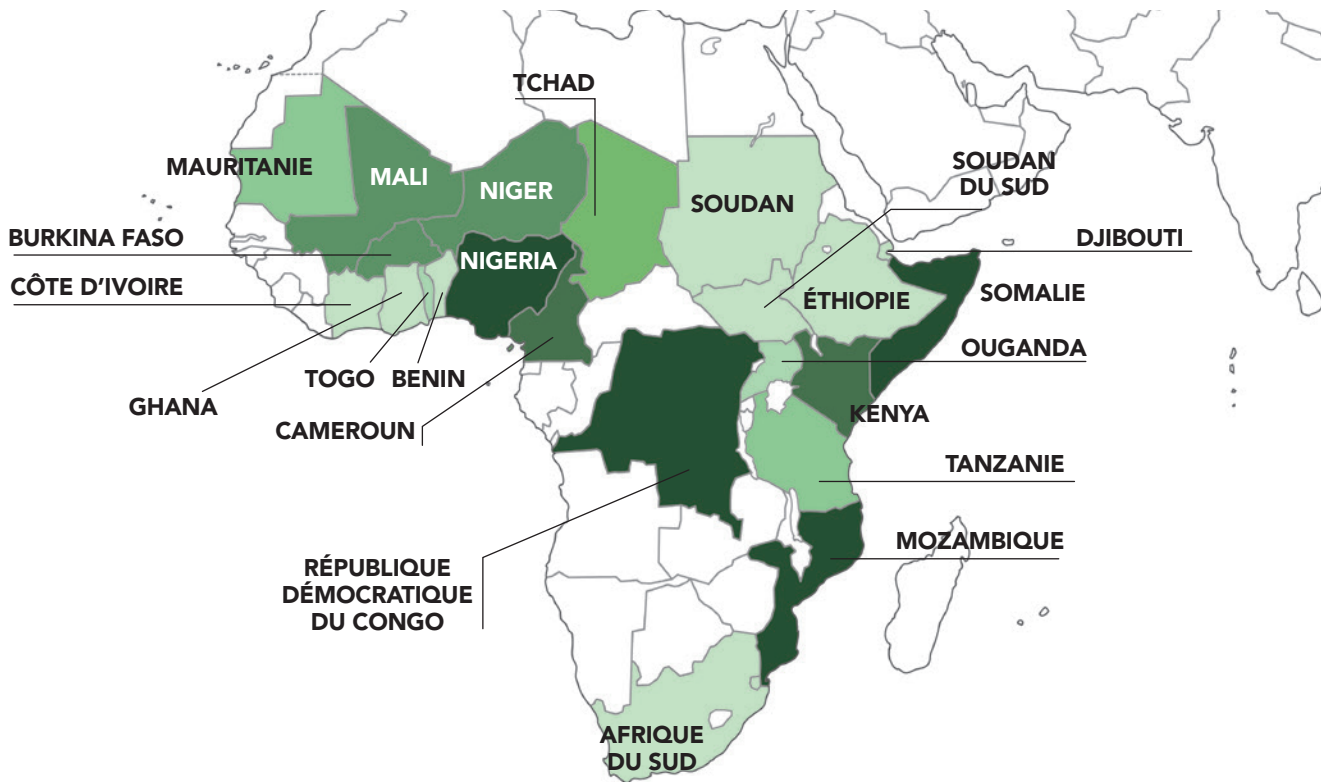 TCHAD
MAURITANIE
MALI
NIGER
SOUDAN
SOUDAN
DU SUD
BURKINA FASO
NIGERIA
DJIBOUTI
CÔTE D'IVOIRE
ÉTHIOPIE
SOMALIE
OUGANDA
TOGO
BENIN
GHANA
CAMEROUN
KENYA
TANZANIE
MOZAMBIQUE
RÉPUBLIQUE
DÉMOCRATIQUE
DU CONGO
AFRIQUE
DU SUD